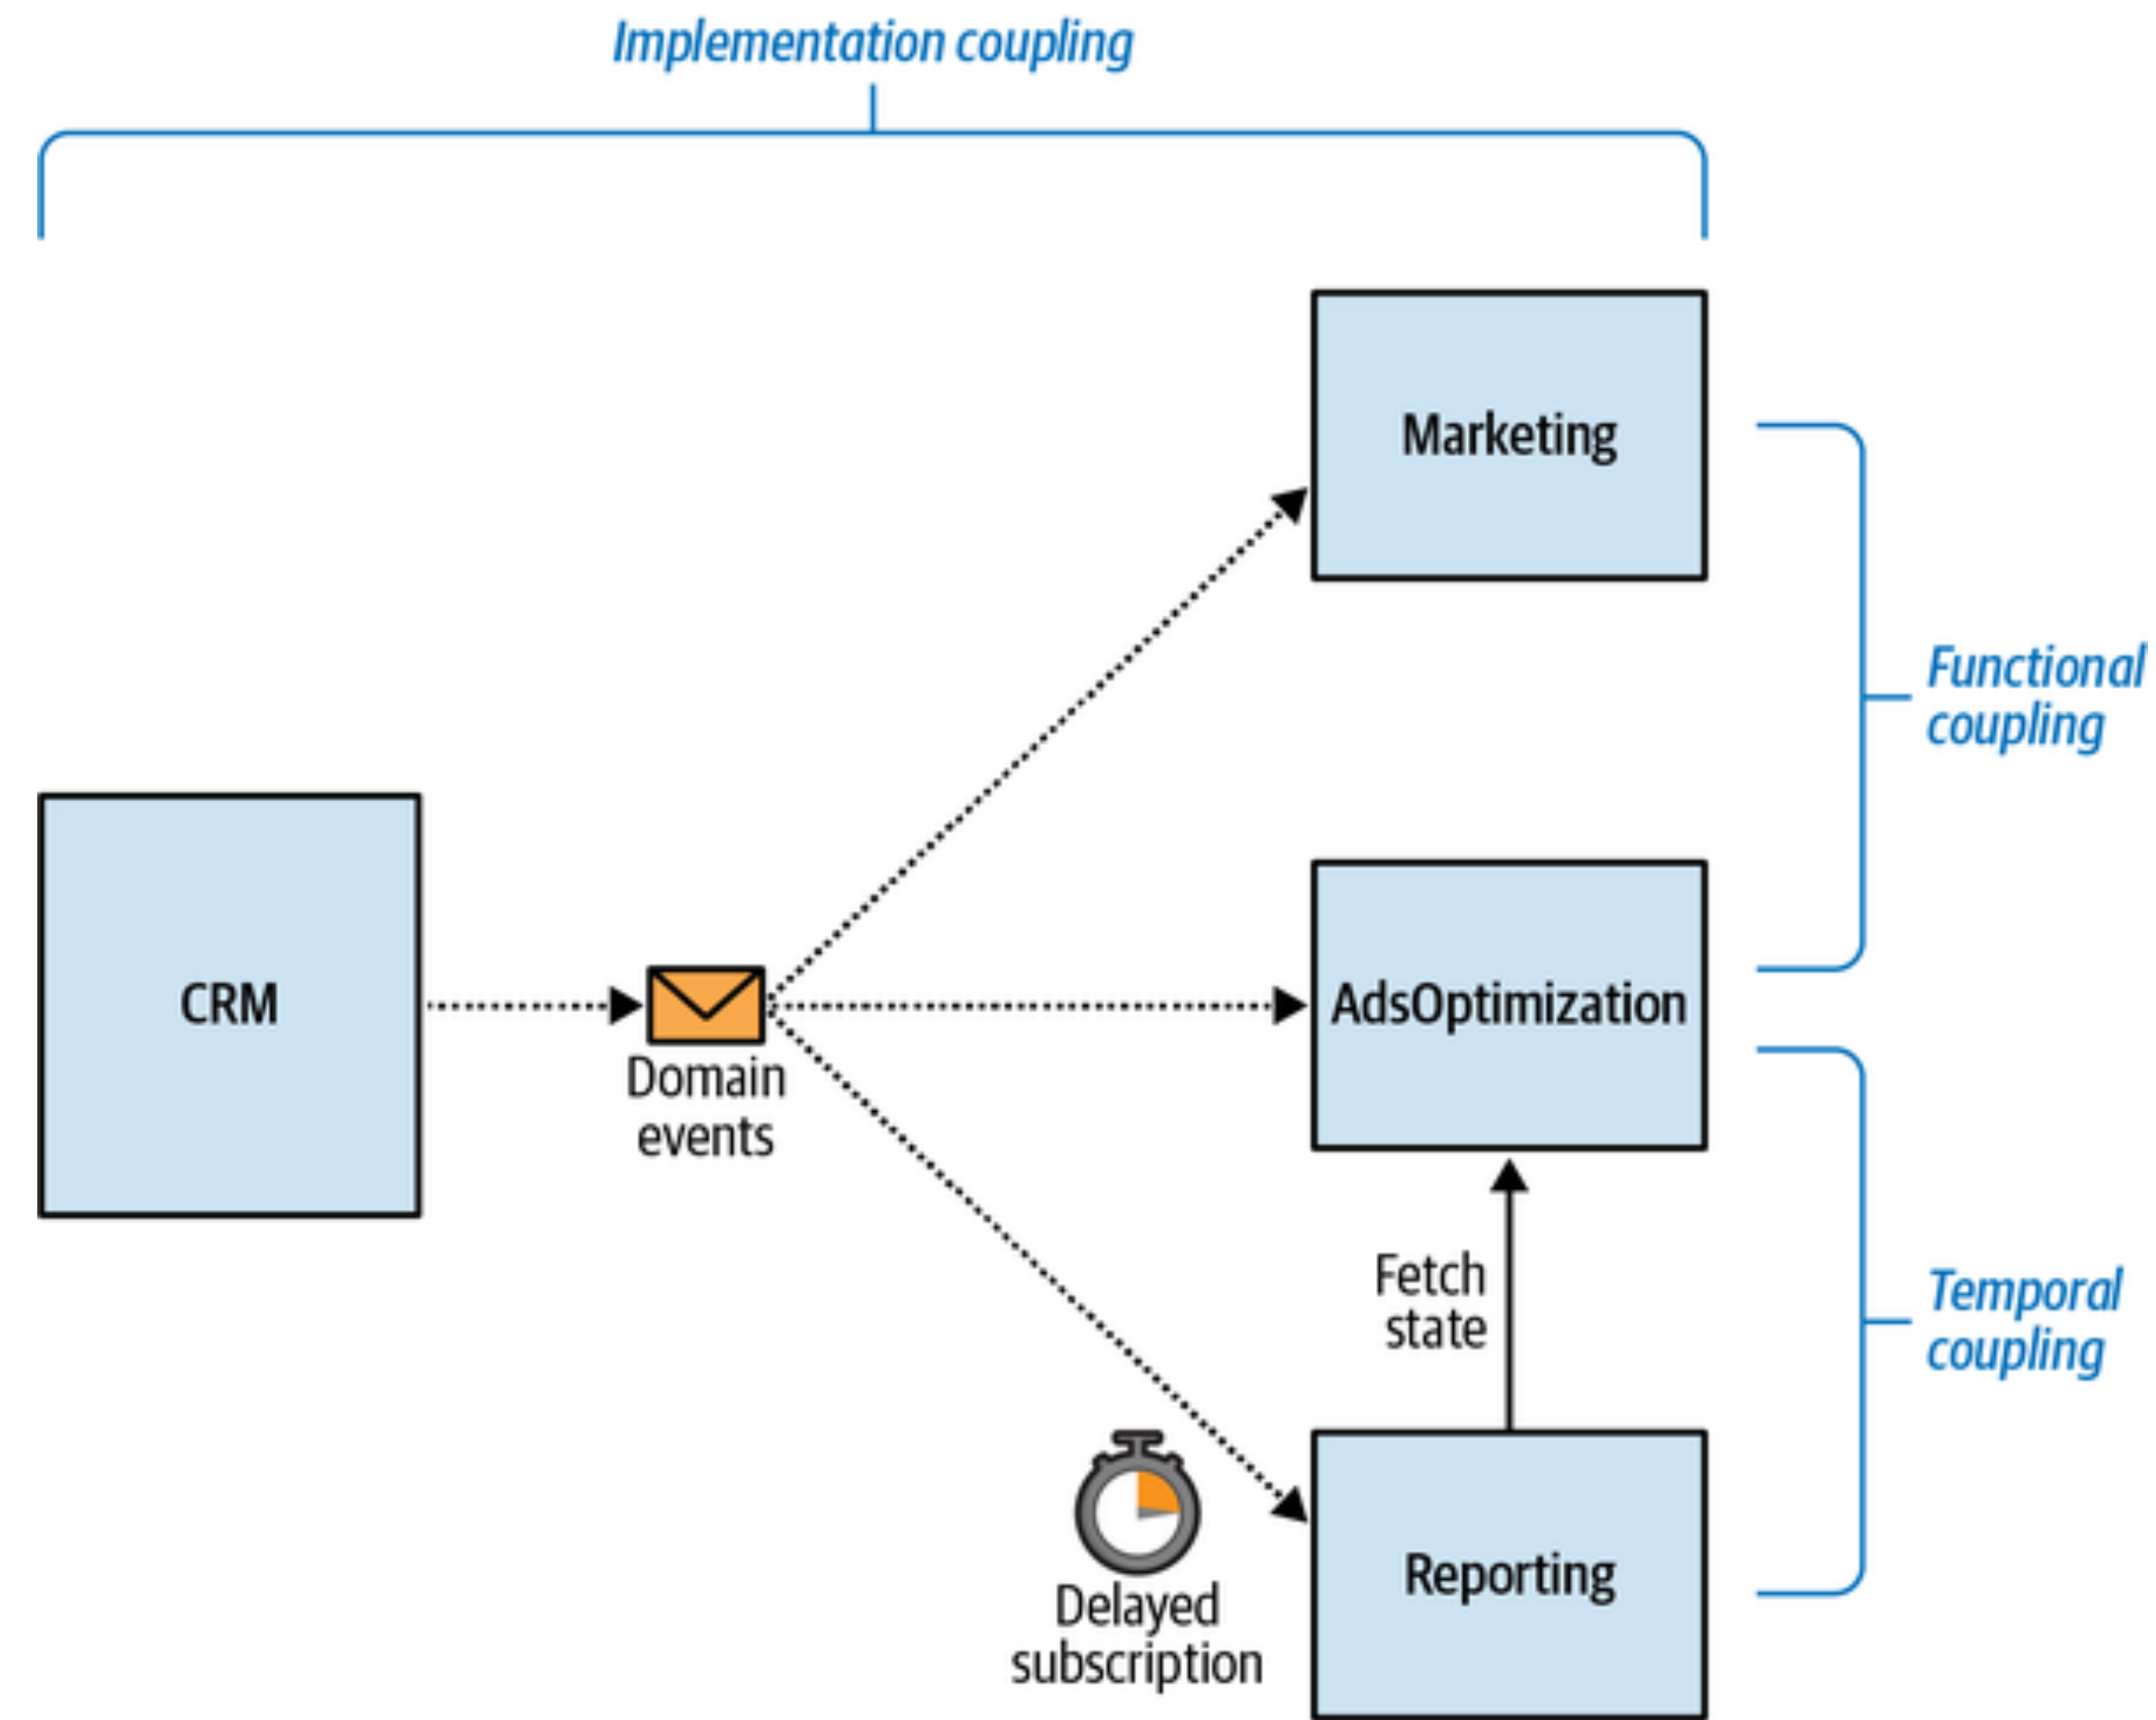 Implementation coupling
Marketing
Functional
coupling
CRM
Domain
events
AdsOptimization
Fetch
state
Temporal
coupling
Delayed
subscription
Reporting